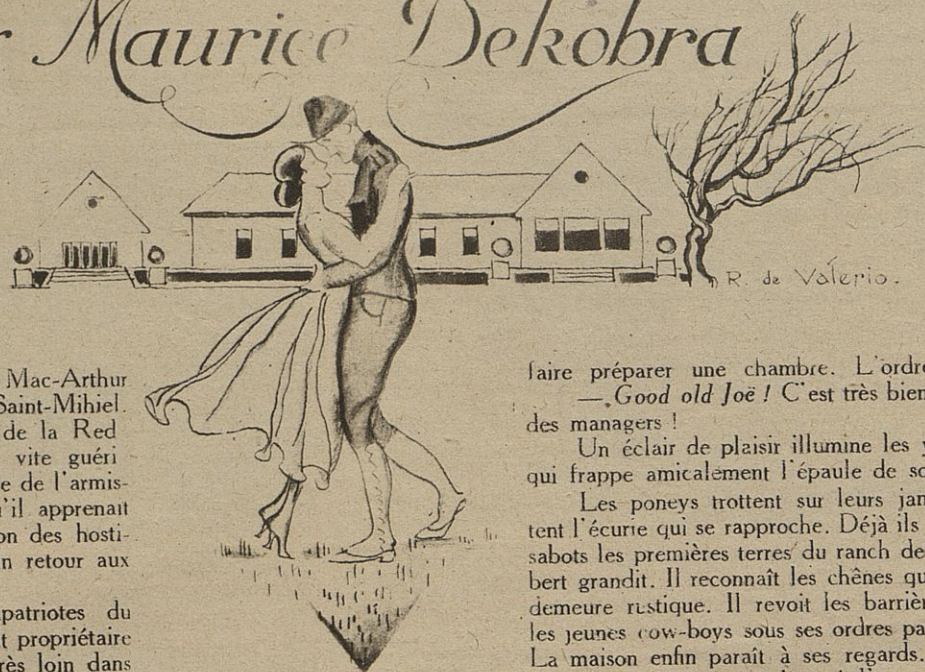 r Maurice Dekobra
R. de Valerio.
Mac-Arthur
Saint-Mihiel.
de la Red
vite guéri
e de l'armis-
'il apprenait
on des hosti-
n retour aux
patriotes du
t propriétaire
rès loin dans
faire préparer une chambre. L'ordre
—, Good old Joë ! C'est très bien
des managers !
Un éclair de plaisir illumine les y
qui frappe amicalement l'épaule de so
Les poneys trottent sur leurs jam
tent l'écurie qui se rapproche. Déjà ils
sabots les premières terres du ranch de
bert grandit. Il reconnaît les chênes qu
demeure rustique. Il revoit les barrièr
les jeunes cow-boys sous ses ordres pa
La maison enfin paraît à ses regards.